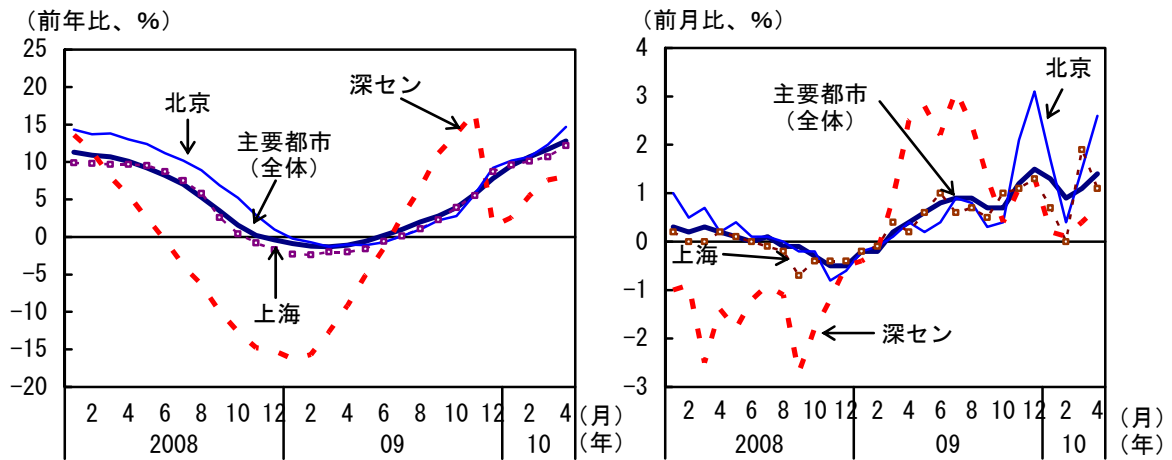 (前年比、%)
25
20
15
10
5
0
-5
-10
-15
-20
北京
主要都市
(全体)
深セン
上海
2 4 6 8 10 12 2 4 6 8 10 12 2 4 (月)
2008 09 10 (年)
(前月比、%)
4
3
2
1
0
-1
-2
-3
主要都市
(全体)
北京
上海
深セン
2 4 6 8 10 12 2 4 6 8 10 12 2 4 (月)
2008 09 10 (年)